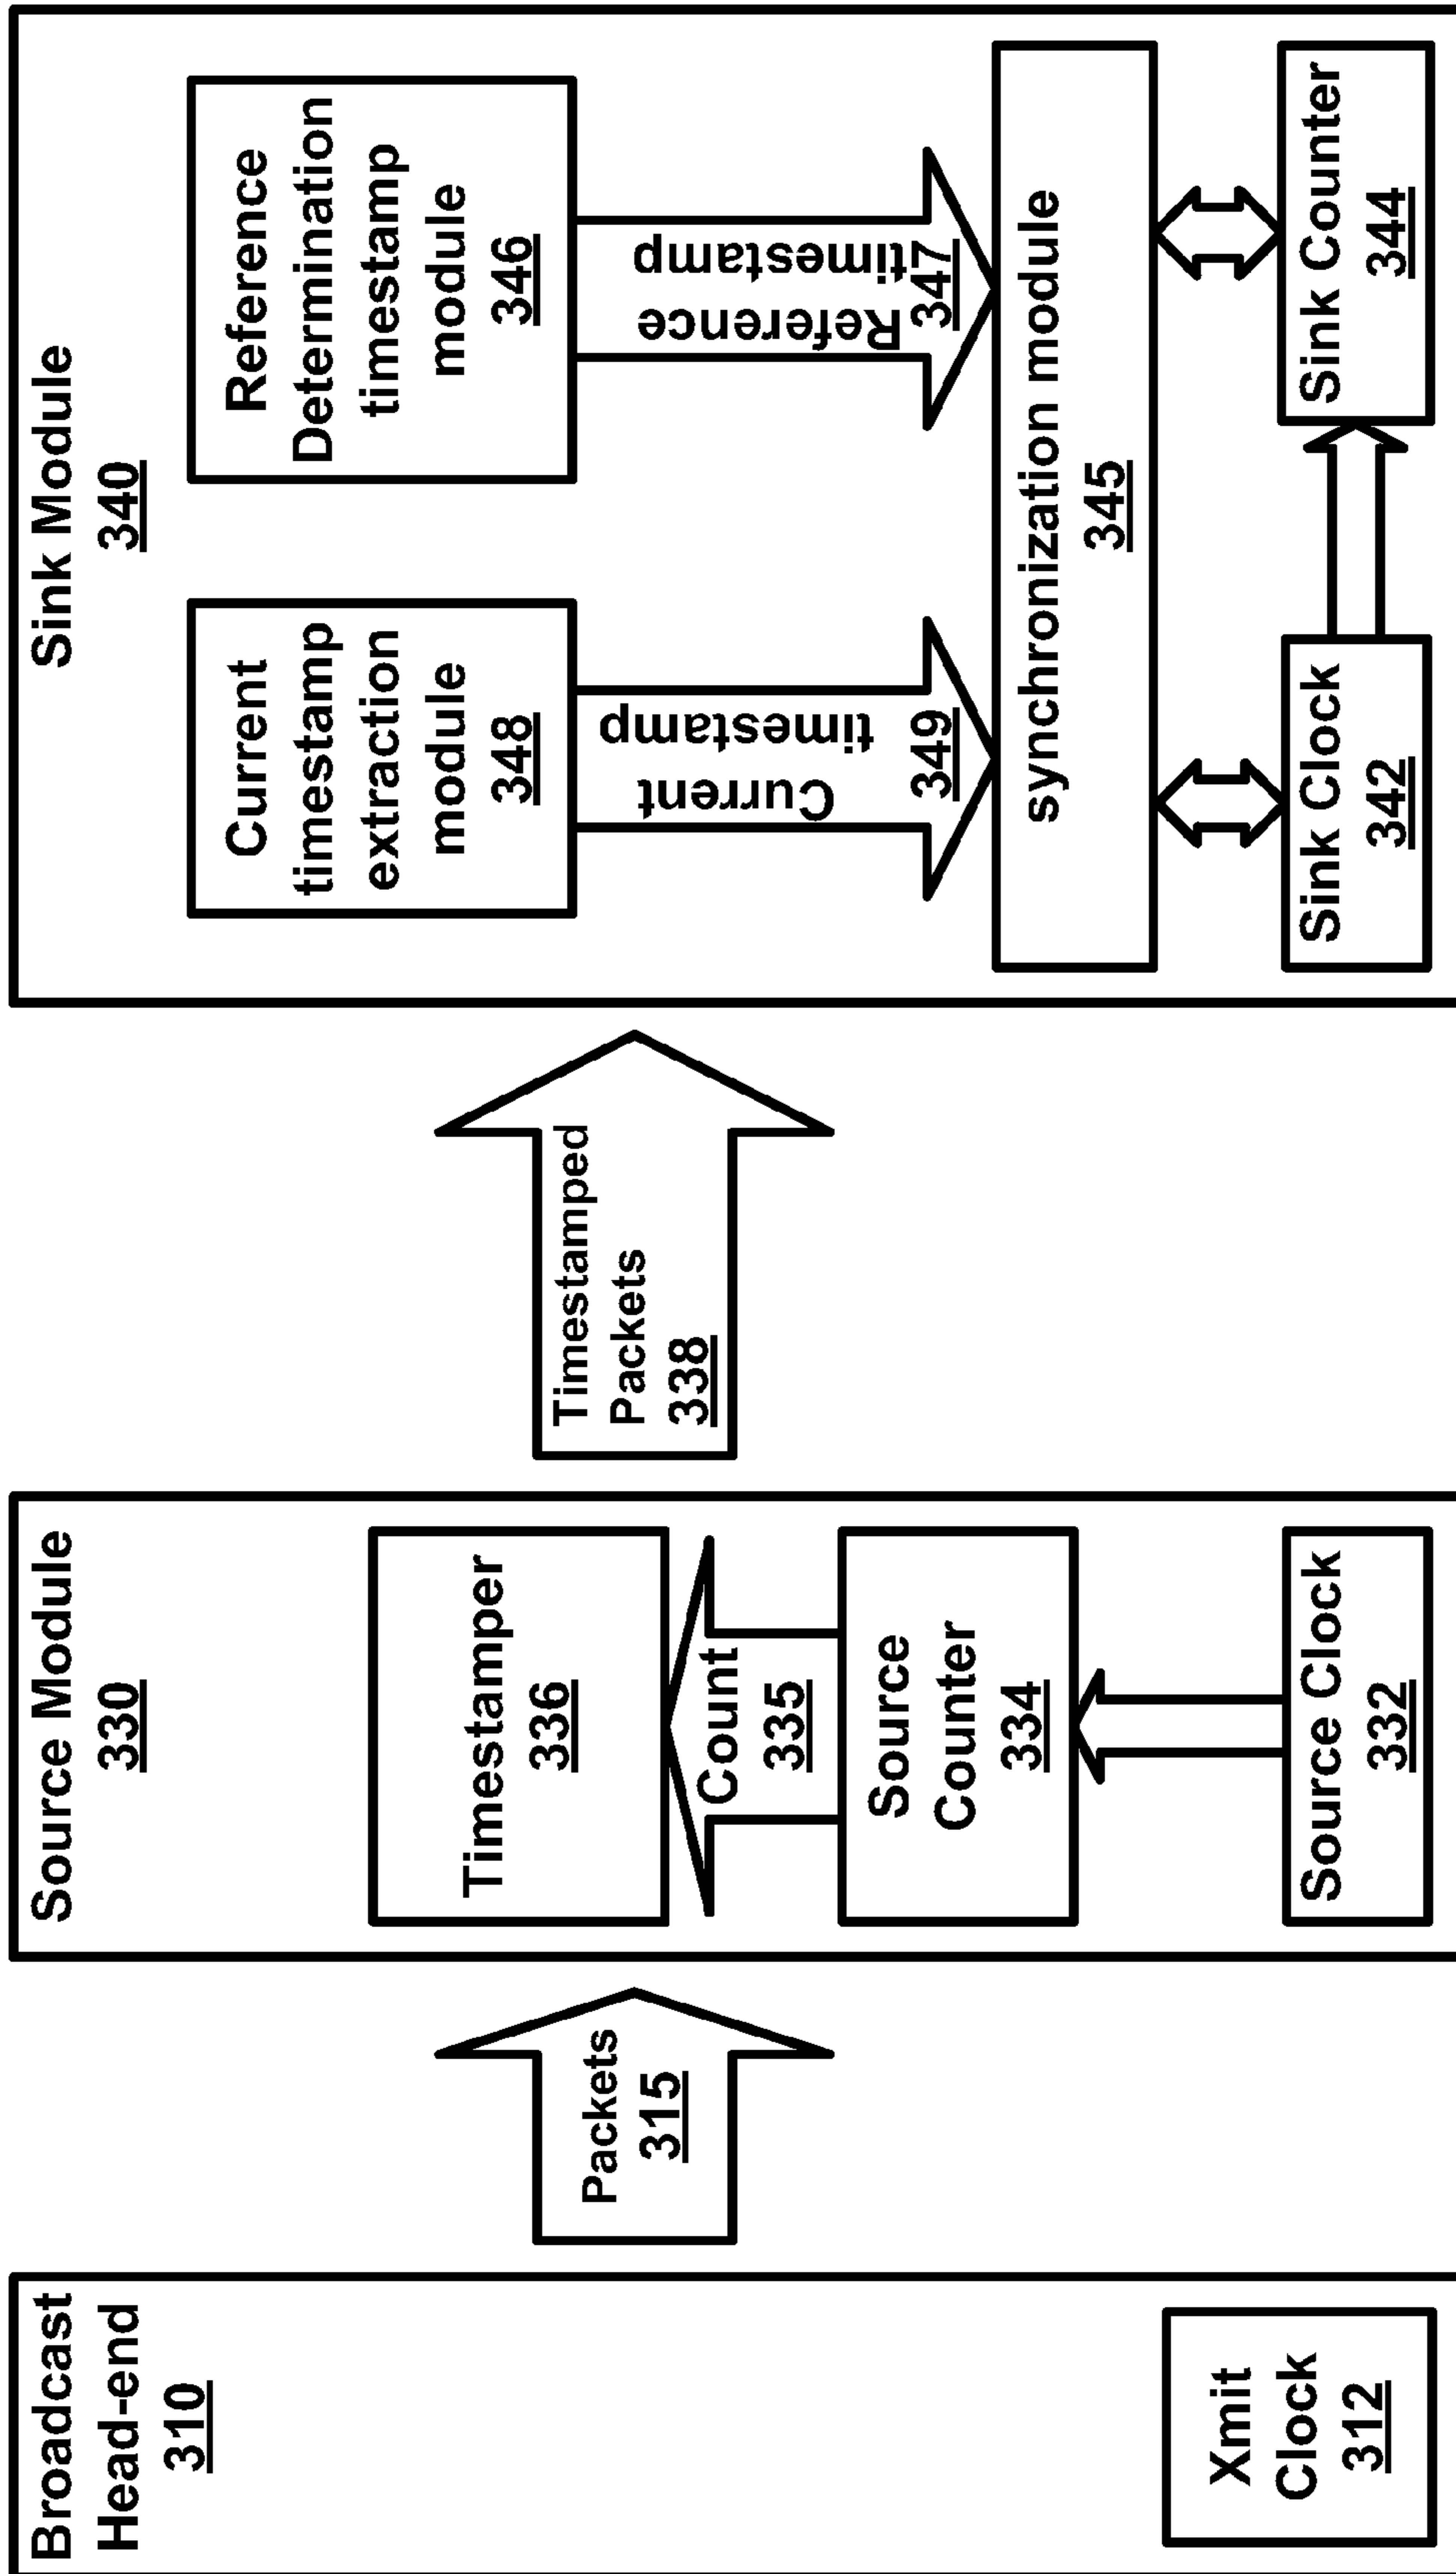 Broadcast
Head-end
310
Xmit
Clock
312
Packets
315
Source Module
330
Timestamper
336
Count
335
Source
Counter
334
Source Clock
332
Timestamped
Packets
338
Sink Module
340
Current
timestamp
extraction
module
348
Current
timestamp
349
Reference
Determination
timestamp
module
346
Reference
timestamp
347
synchronization module
345
Sink Clock
342
Sink Counter
344